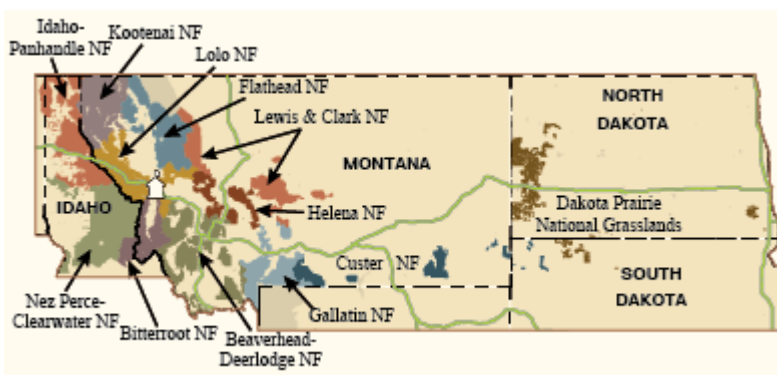 Idaho-
Panhandle NF
Kootenai NF
Lolo NF
Flathead NF
Lewis & Clark NF
NORTH
DAKOTA
MONTANA
IDAHO
Helena NF
Dakota Prairie
National Grasslands
Custer NF
SOUTH
DAKOTA
Nez Perce-
Clearwater NF
Bitterroot NF
Gallatin NF
Beaverhead-
Deerlodge NF